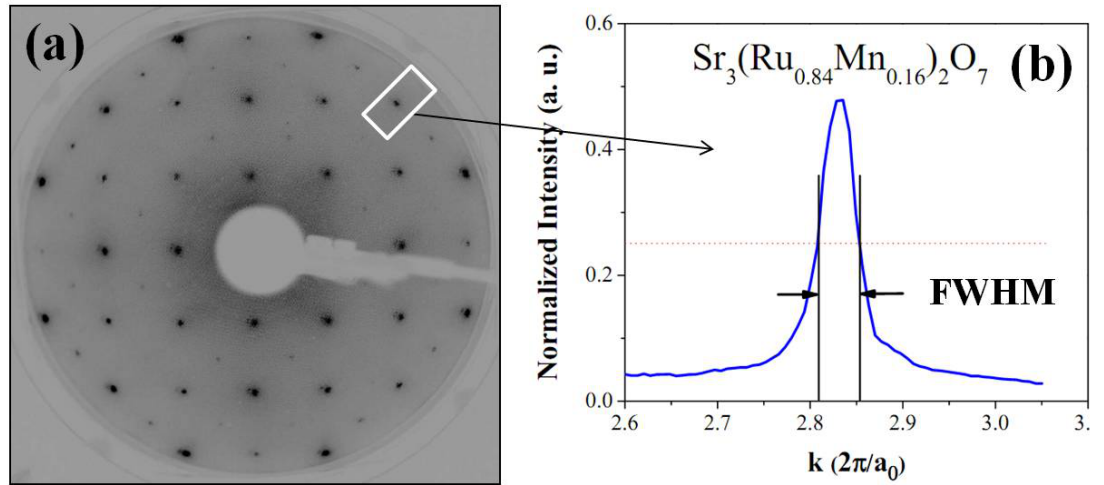 (a)
(b)
Sr3(Ru0.84Mn0.16)2O7
FWHM
Normalized Intensity (a. u.)
0.6
0.4
0.2
0.0
2.6 2.7 2.8 2.9 3.0 3.
k (2π/a0)